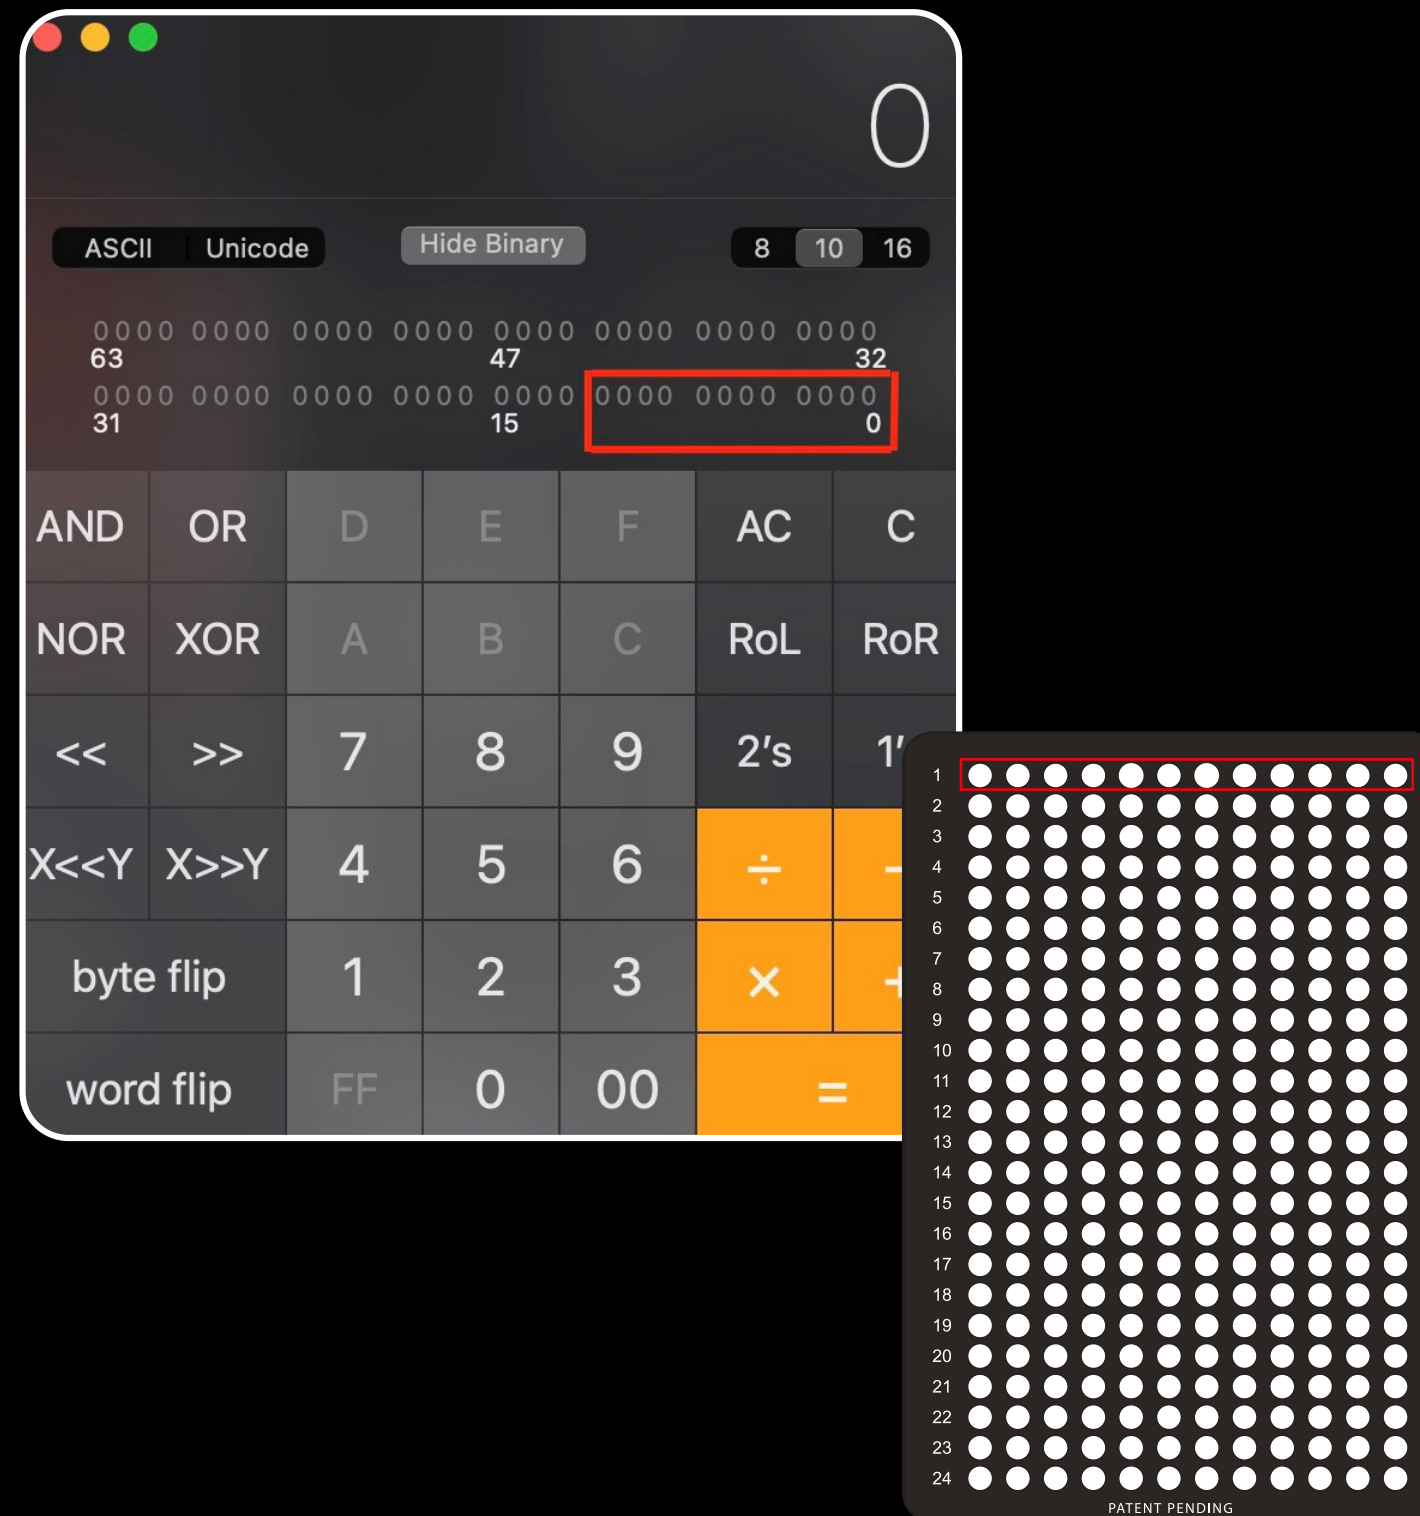 0
ASCII Unicode Hide Binary 8 10 16
0000 0000 0000 0000 0000 0000 0000 0000
63 47 32
0000 0000 0000 0000 0000 0000 0000 0000
31 15 0
AND OR D E F AC C
NOR XOR A B C RoL RoR
<< >> 7 8 9 2's 1'
X<<Y X>>Y 4 5 6 ÷ -
byte flip 1 2 3 × +
word flip FF 0 00 =
1
2
3
4
5
6
7
8
9
10
11
12
13
14
15
16
17
18
19
20
21
22
23
24
PATENT PENDING